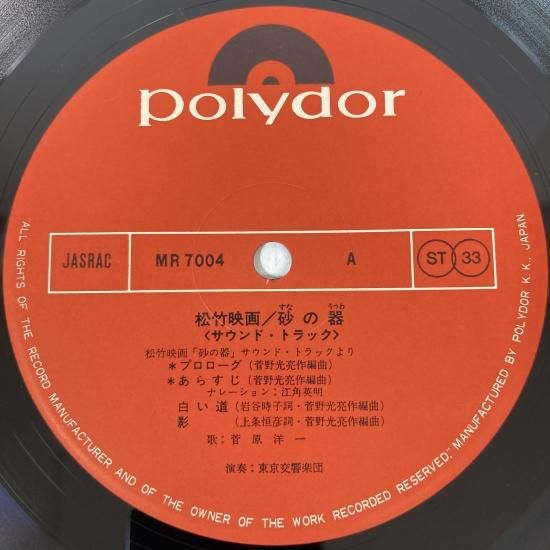 polydor
JASRAC
MR 7004
A
ST 33
松竹映画／砂の器
すな うつわ
〈サウンド・トラック〉
松竹映画「砂の器」サウンド・トラックより
＊プロローグ(菅野光亮作編曲)
＊あらすじ(菅野光亮作編曲)
ナレーション：江角英明
白い道(岩谷時子詞・菅野光亮作編曲)
影(上条恒彦詞・菅野光亮作編曲)
歌：菅原洋一
演奏：東京交響楽団
ALL RIGHTS OF THE RECORD MANUFACTURER AND OF THE OWNER OF THE WORK RECORDED RESERVED; MANUFACTURED BY POLYDOR K.K., JAPAN